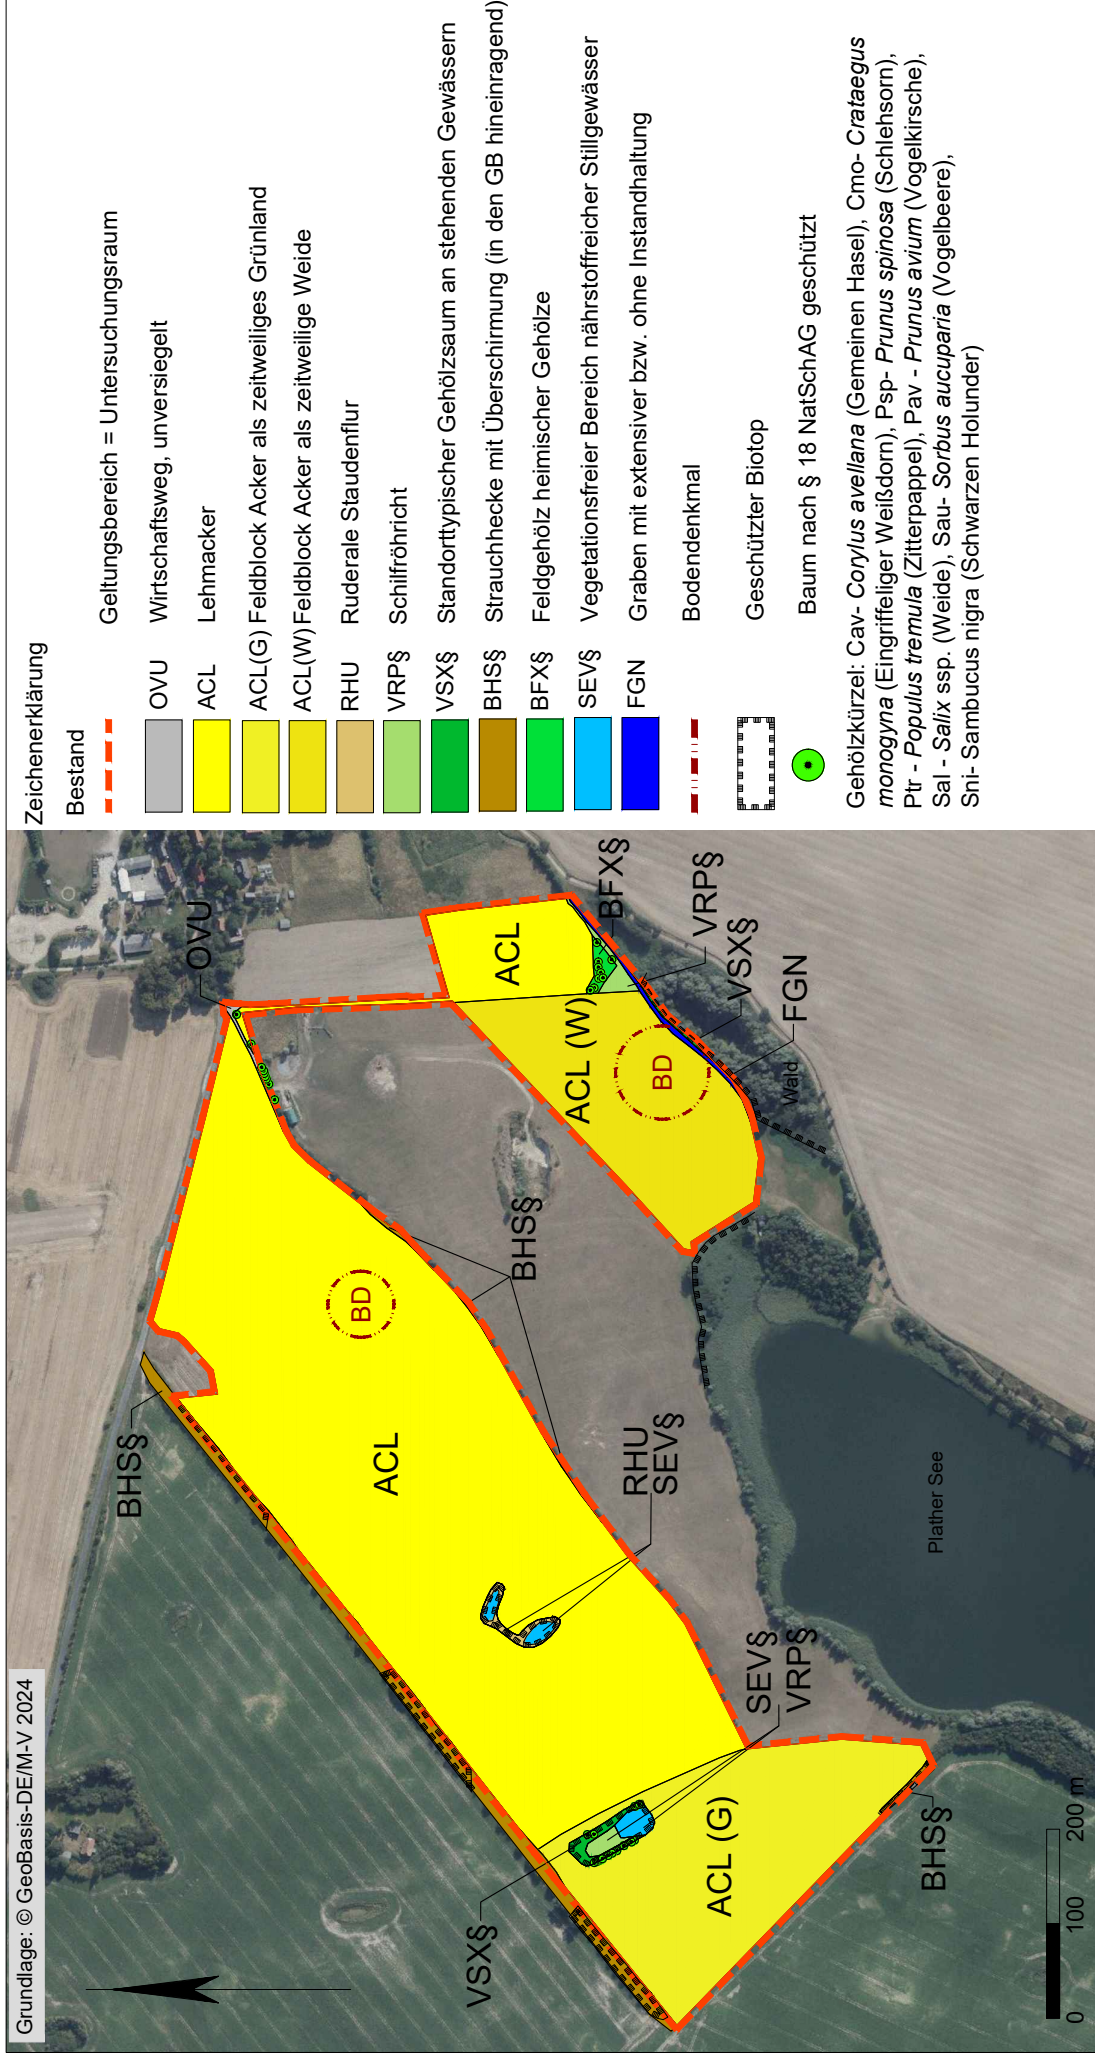 Grundlage: © GeoBasis-DE/M-V 2024
BHS§
OVU
ACL
BD
ACL
BHS§
ACL (W)
BD
BFX§
VRP§
VSX§
FGN
Wald
RHU
SEV§
SEV§
VRP§
VSX§
ACL (G)
BHS§
Plather See
0 100 200 m
Zeichenerklärung
Bestand
Geltungsbereich = Untersuchungsraum
OVU Wirtschaftsweg, unversiegelt
ACL Lehmacker
ACL(G) Feldblock Acker als zeitweiliges Grünland
ACL(W) Feldblock Acker als zeitweilige Weide
RHU Ruderale Staudenflur
VRP§ Schilfröhricht
VSX§ Standorttypischer Gehölzsaum an stehenden Gewässern
BHS§ Strauchhecke mit Überschirmung (in den GB hineinragend)
BFX§ Feldgehölz heimischer Gehölze
SEV§ Vegetationsfreier Bereich nährstoffreicher Stillgewässer
FGN Graben mit extensiver bzw. ohne Instandhaltung
Bodendenkmal
Geschützter Biotop
Baum nach § 18 NatSchAG geschützt
Gehölzkürzel: Cav- Corylus avellana (Gemeinen Hasel), Cmo- Crataegus
monogyna (Eingriffeliger Weißdorn), Psp- Prunus spinosa (Schlehsorn),
Ptr - Populus tremula (Zitterpappel), Pav - Prunus avium (Vogelkirsche),
Sal - Salix ssp. (Weide), Sau- Sorbus aucuparia (Vogelbeere),
Sni- Sambucus nigra (Schwarzen Holunder)